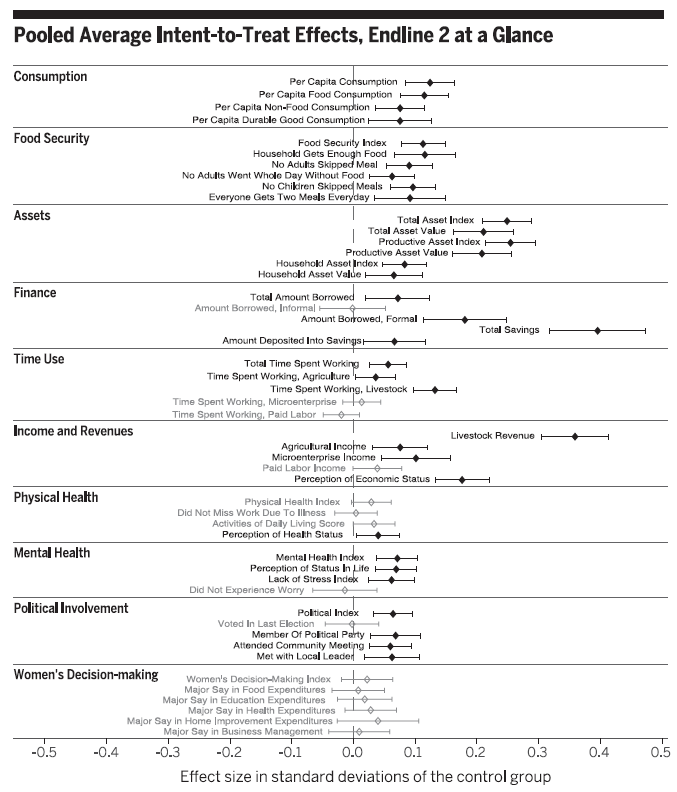 Pooled Average Intent-to-Treat Effects, Endline 2 at a Glance
Consumption
Per Capita Consumption
Per Capita Food Consumption
Per Capita Non-Food Consumption
Per Capita Durable Good Consumption
Food Security
Food Security Index
Household Gets Enough Food
No Adults Skipped Meal
No Adults Went Whole Day Without Food
No Children Skipped Meals
Everyone Gets Two Meals Everyday
Assets
Total Asset Index
Total Asset Value
Productive Asset Index
Productive Asset Value
Household Asset Index
Household Asset Value
Finance
Total Amount Borrowed
Amount Borrowed, Informal
Amount Borrowed, Formal
Total Savings
Amount Deposited Into Savings
Time Use
Total Time Spent Working
Time Spent Working, Agriculture
Time Spent Working, Livestock
Time Spent Working, Microenterprise
Time Spent Working, Paid Labor
Income and Revenues
Livestock Revenue
Agricultural Income
Microenterprise Income
Paid Labor Income
Perception of Economic Status
Physical Health
Physical Health Index
Did Not Miss Work Due To Illness
Activities of Daily Living Score
Perception of Health Status
Mental Health
Mental Health Index
Perception of Status In Life
Lack of Stress Index
Did Not Experience Worry
Political Involvement
Political Index
Voted In Last Election
Member Of Political Party
Attended Community Meeting
Met with Local Leader
Women's Decision-making
Women's Decision-Making Index
Major Say in Food Expenditures
Major Say in Education Expenditures
Major Say in Health Expenditures
Major Say in Home Improvement Expenditures
Major Say in Business Management
-0.5 -0.4 -0.3 -0.2 -0.1 0.0 0.1 0.2 0.3 0.4 0.5
Effect size in standard deviations of the control group